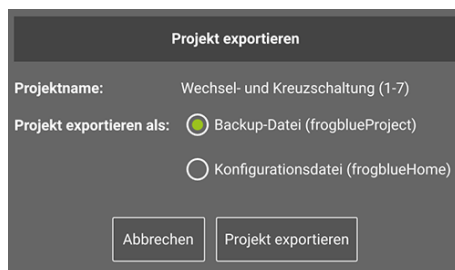 Projekt exportieren
Projektname: Wechsel- und Kreuzschaltung (1-7)
Projekt exportieren als: Backup-Datei (frogblueProject)
Konfigurationsdatei (frogblueHome)
Abbrechen Projekt exportieren